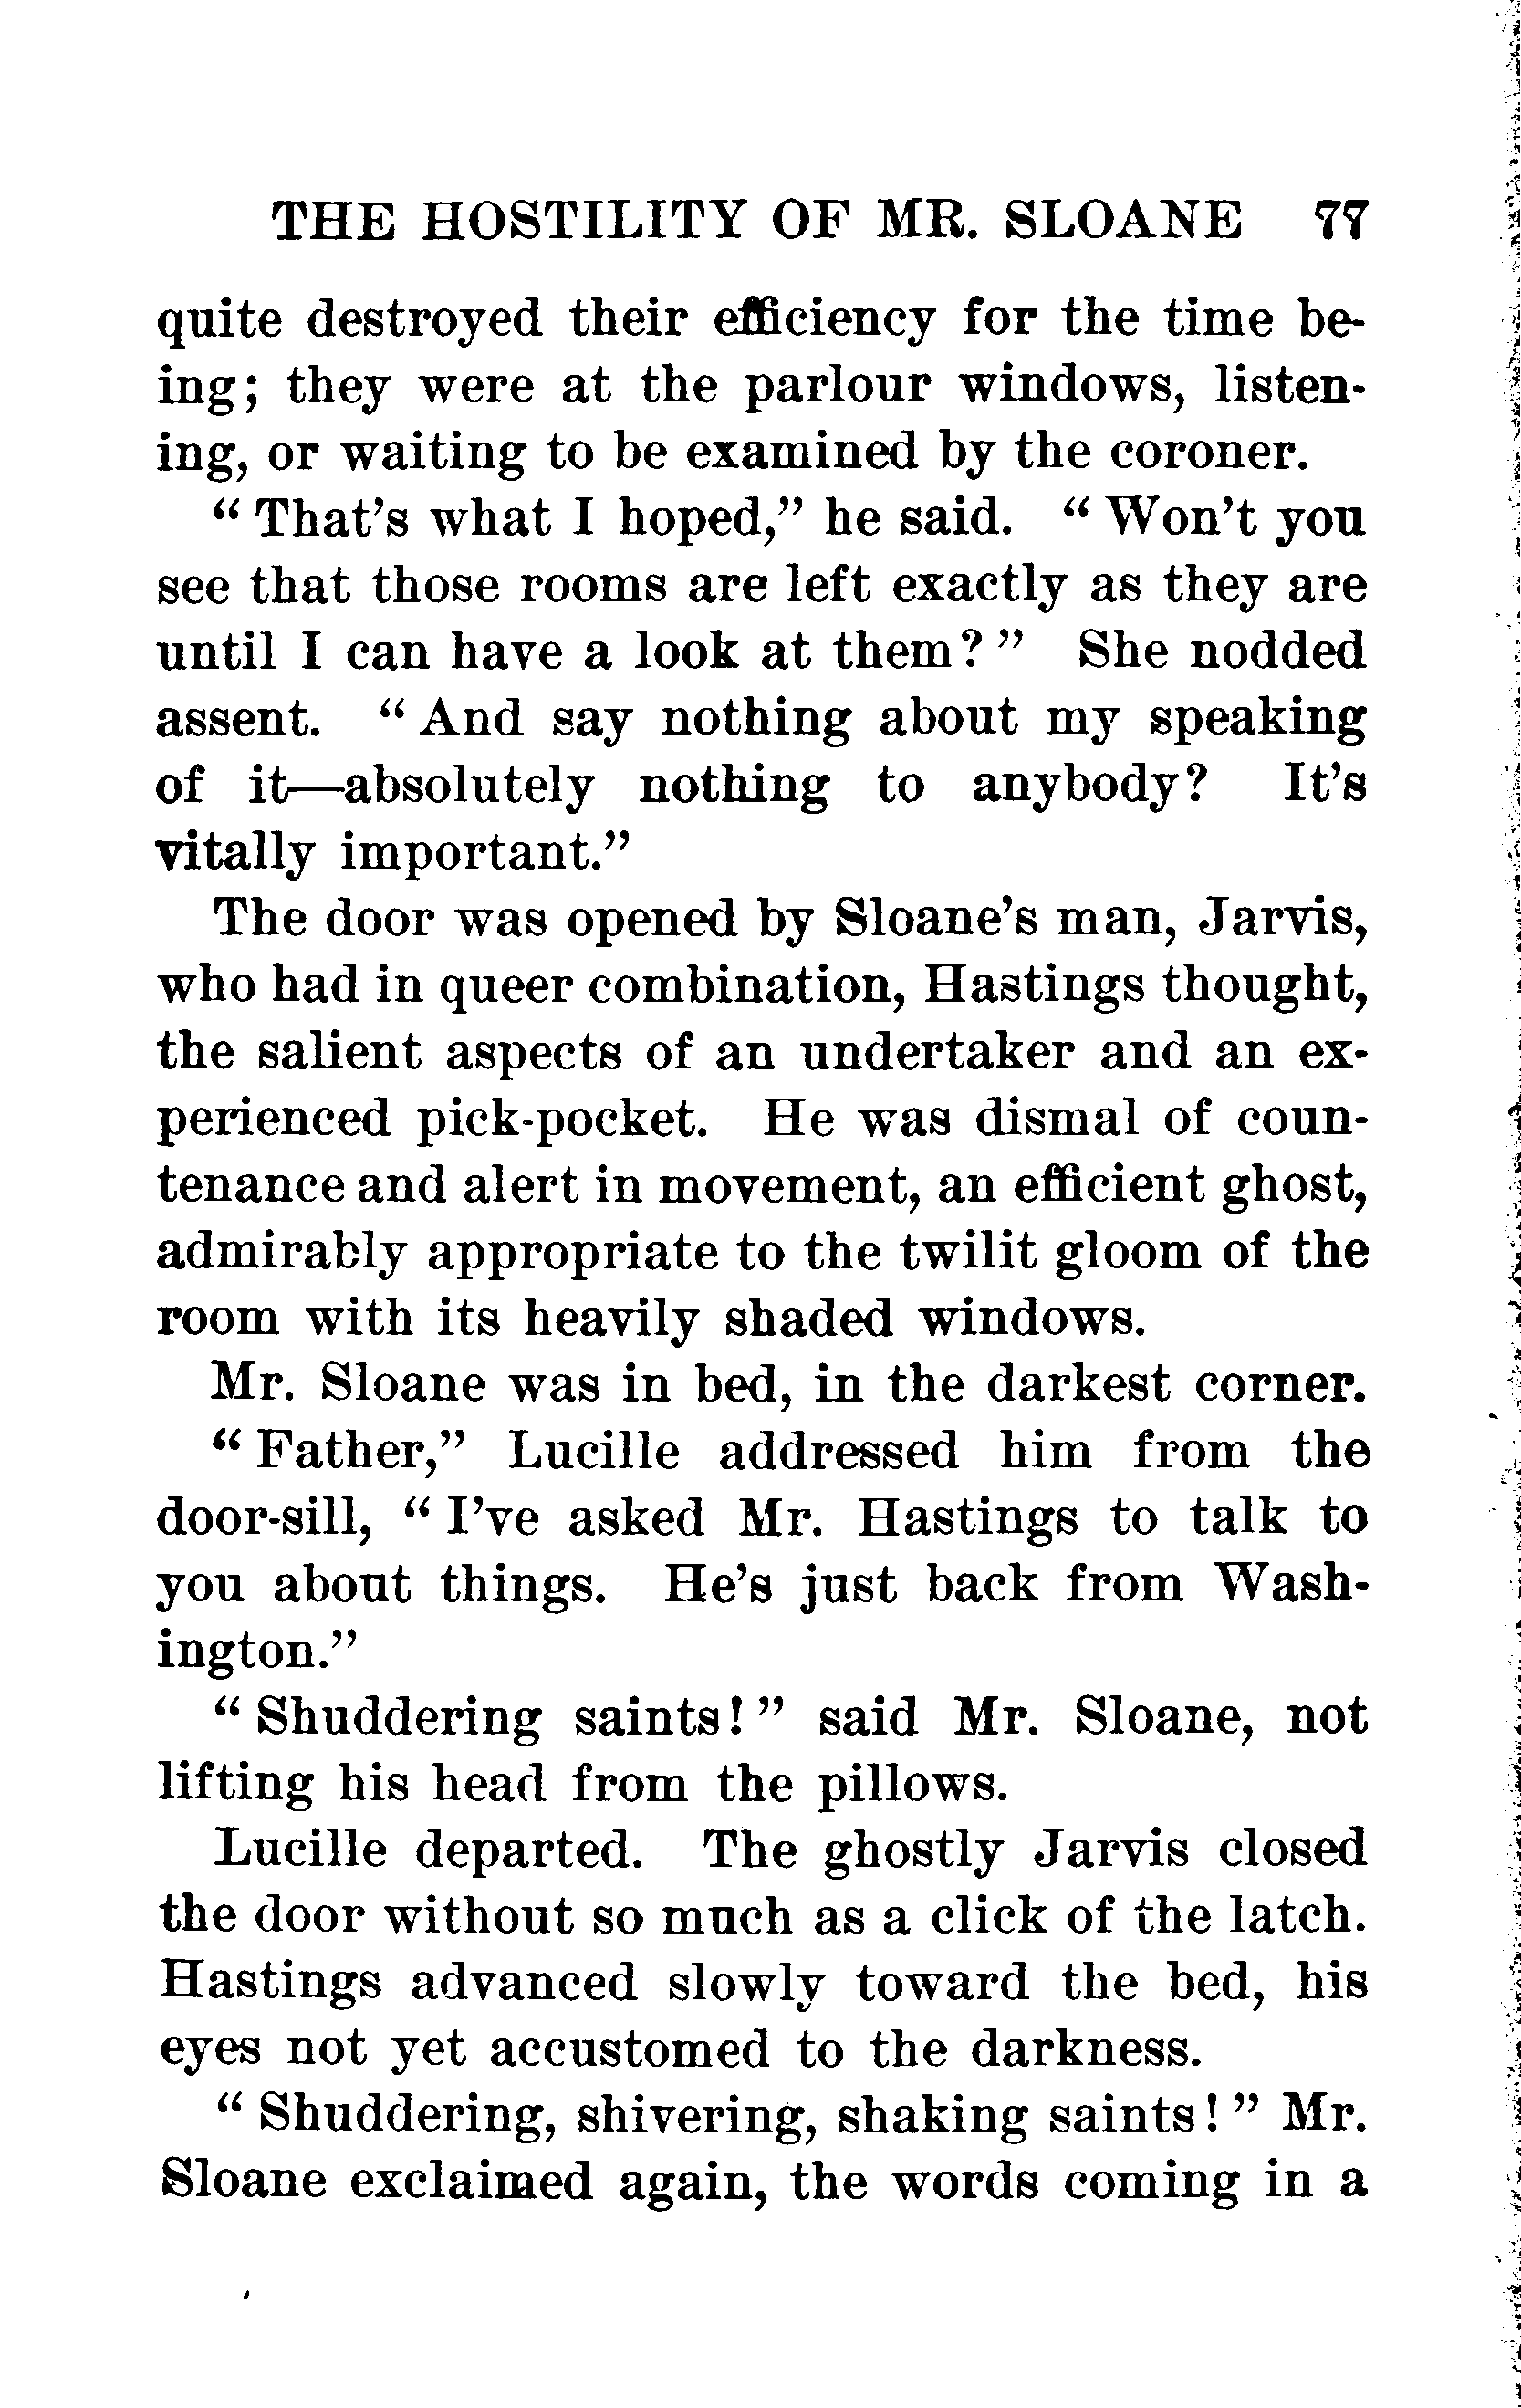 THE HOSTILITY OF MR. SLOANE 77
quite destroyed their efficiency for the time be-
ing; they were at the parlour windows, listen-
ing, or waiting to be examined by the coroner.
" That's what I hoped," he said. " Won't you
see that those rooms are left exactly as they are
until I can have a look at them? " She nodded
assent. " And say nothing about my speaking
of it—absolutely nothing to anybody? It's
vitally important."
The door was opened by Sloane's man, Jarvis,
who had in queer combination, Hastings thought,
the salient aspects of an undertaker and an ex-
perienced pick-pocket. He was dismal of coun-
tenance and alert in movement, an efficient ghost,
admirably appropriate to the twilit gloom of the
room with its heavily shaded windows.
Mr. Sloane was in bed, in the darkest corner.
" Father," Lucille addressed him from the
door-sill, " I've asked Mr. Hastings to talk to
you about things. He's just back from Wash-
ington."
" Shuddering saints! " said Mr. Sloane, not
lifting his head from the pillows.
Lucille departed. The ghostly Jarvis closed
the door without so much as a click of the latch.
Hastings advanced slowly toward the bed, his
eyes not yet accustomed to the darkness.
" Shuddering, shivering, shaking saints! " Mr.
Sloane exclaimed again, the words coming in a